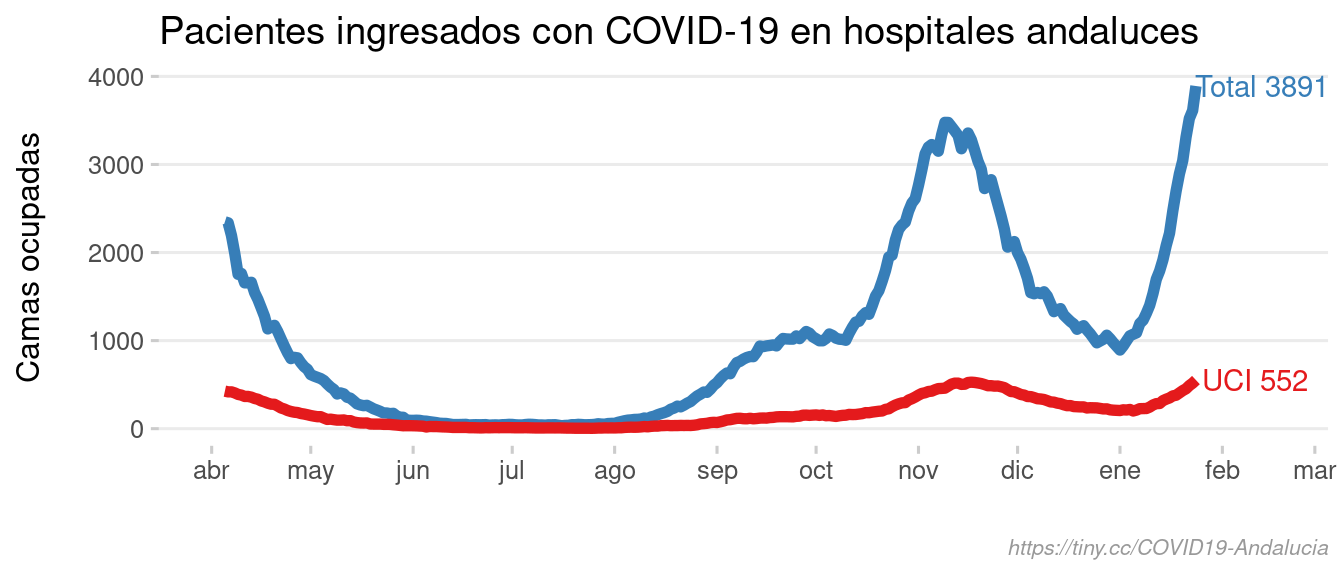 Pacientes ingresados con COVID-19 en hospitales andaluces
Camas ocupadas
4000
3000
2000
1000
0
Total 3891
UCI 552
abr may jun jul ago sep oct nov dic ene feb mar
https://tiny.cc/COVID19-Andalucia